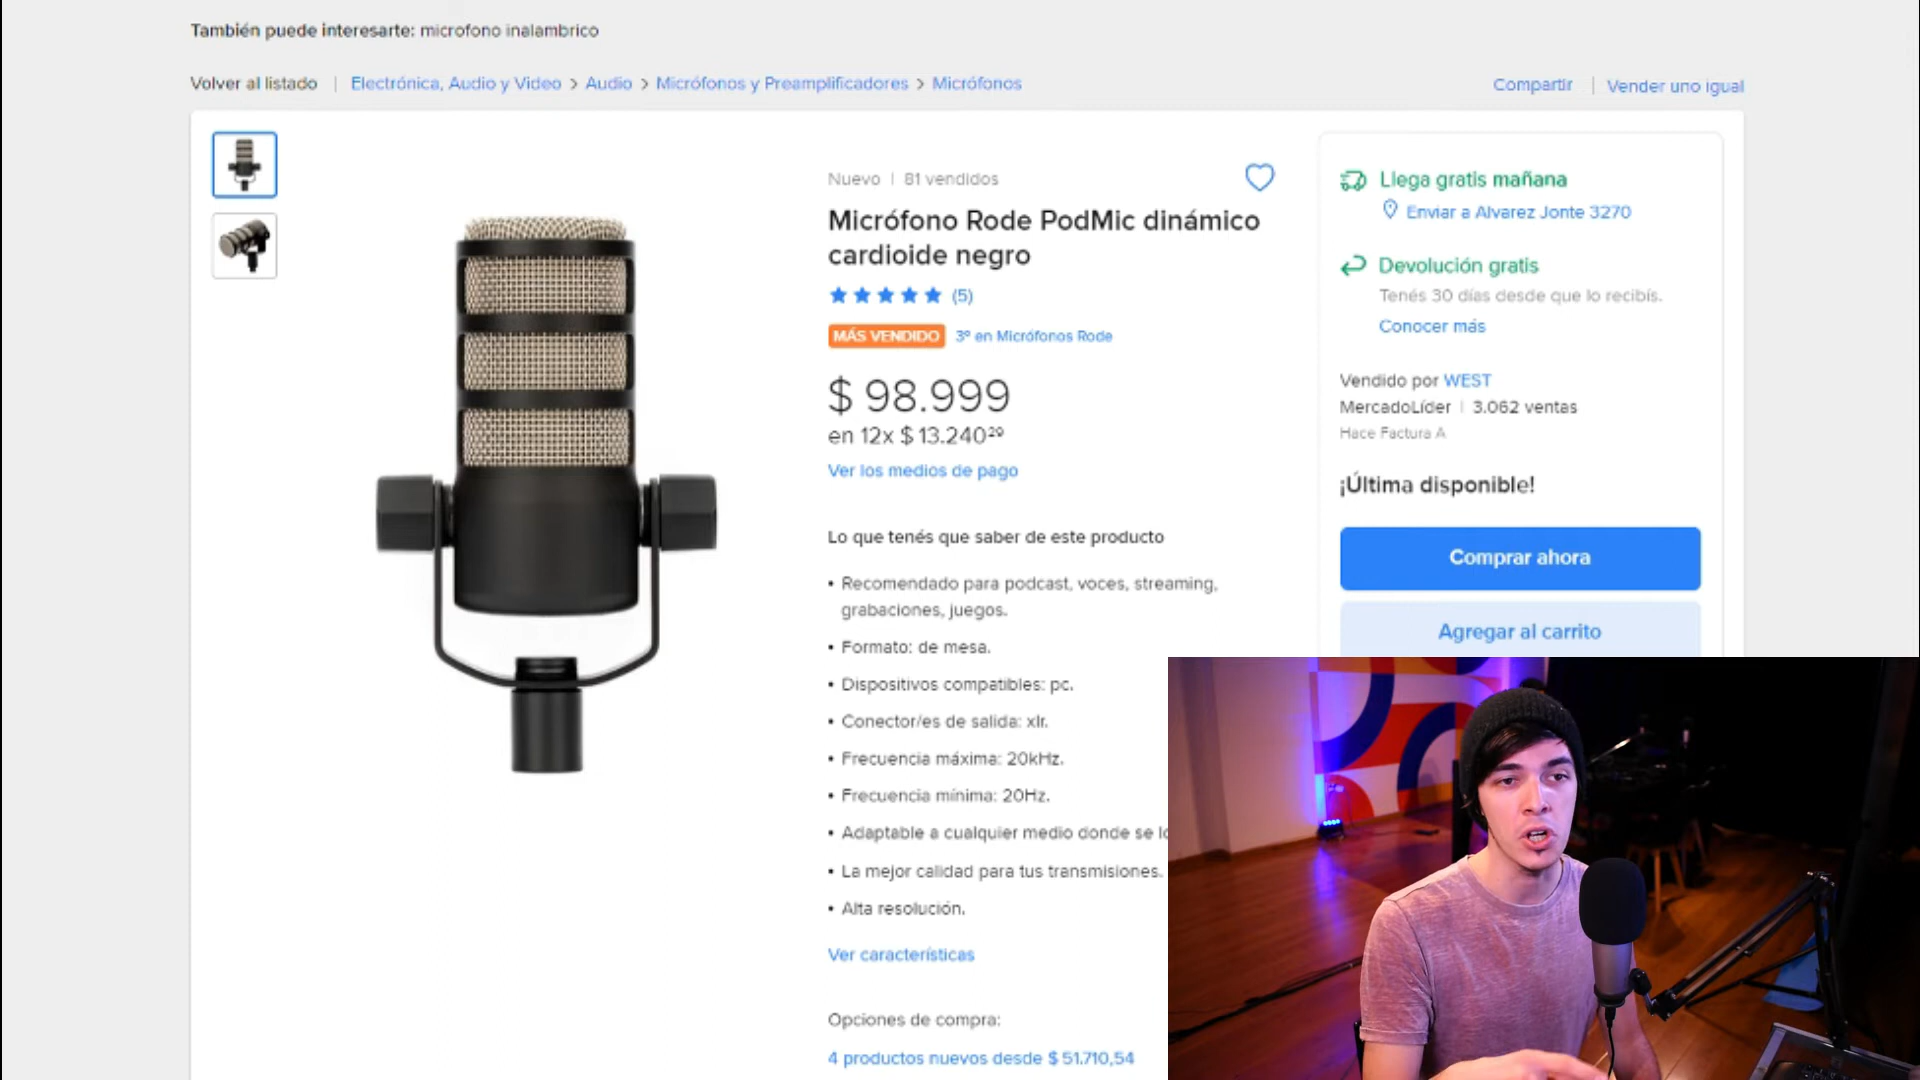 También puede interesarte: microfono inalambrico
Volver al listado | Electrónica, Audio y Video > Audio > Micrófonos y Preamplificadores > Micrófonos
Compartir | Vender uno igual
Nuevo | 81 vendidos
Micrófono Rode PodMic dinámico
cardioide negro
(5)
MÁS VENDIDO 3º en Micrófonos Rode
$ 98.999
en 12x $ 13.240²⁹
Ver los medios de pago
Lo que tenés que saber de este producto
• Recomendado para podcast, voces, streaming,
grabaciones, juegos.
• Formato: de mesa.
• Dispositivos compatibles: pc.
• Conector/es de salida: xlr.
• Frecuencia máxima: 20kHz.
• Frecuencia mínima: 20Hz.
• Adaptable a cualquier medio donde se lo
• La mejor calidad para tus transmisiones.
• Alta resolución.
Ver características
Opciones de compra:
4 productos nuevos desde $ 51.710,54
Llega gratis mañana
Enviar a Alvarez Jonte 3270
Devolución gratis
Tenés 30 días desde que lo recibís.
Conocer más
Vendido por WEST
MercadoLíder | 3.062 ventas
Hace Factura A
¡Última disponible!
Comprar ahora
Agregar al carrito